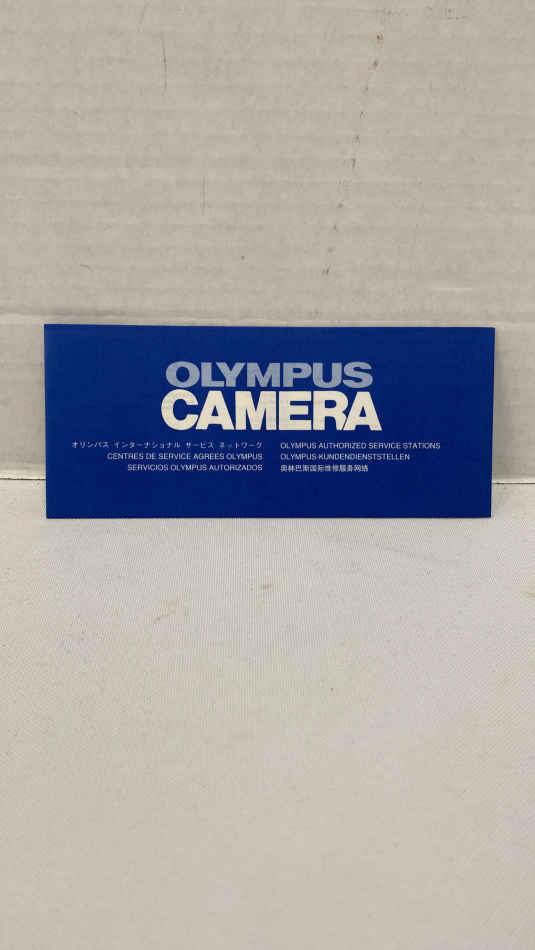 OLYMPUS
CAMERA
オリンパス インターナショナル サービス ネットワーク
CENTRES DE SERVICE AGREES OLYMPUS
SERVICIOS OLYMPUS AUTORIZADOS
OLYMPUS AUTHORIZED SERVICE STATIONS
OLYMPUS-KUNDENDIENSTSTELLEN
奥林巴斯国际维修服务网络